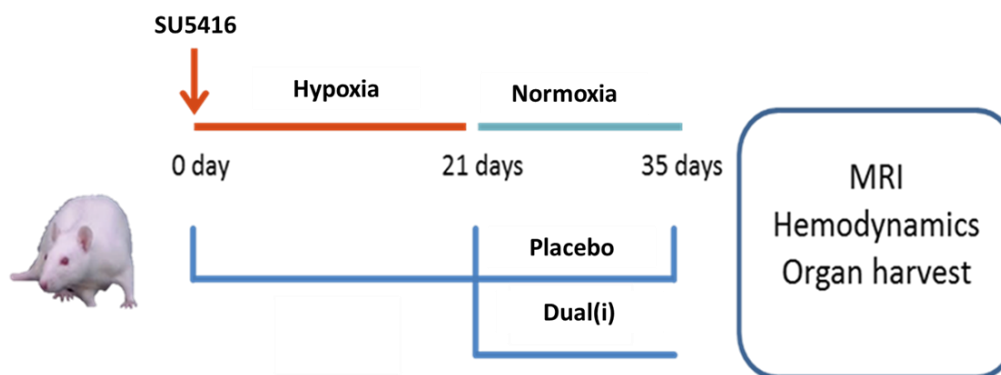 SU5416
Hypoxia
Normoxia
0 day
21 days
35 days
Placebo
Dual(i)
MRI
Hemodynamics
Organ harvest